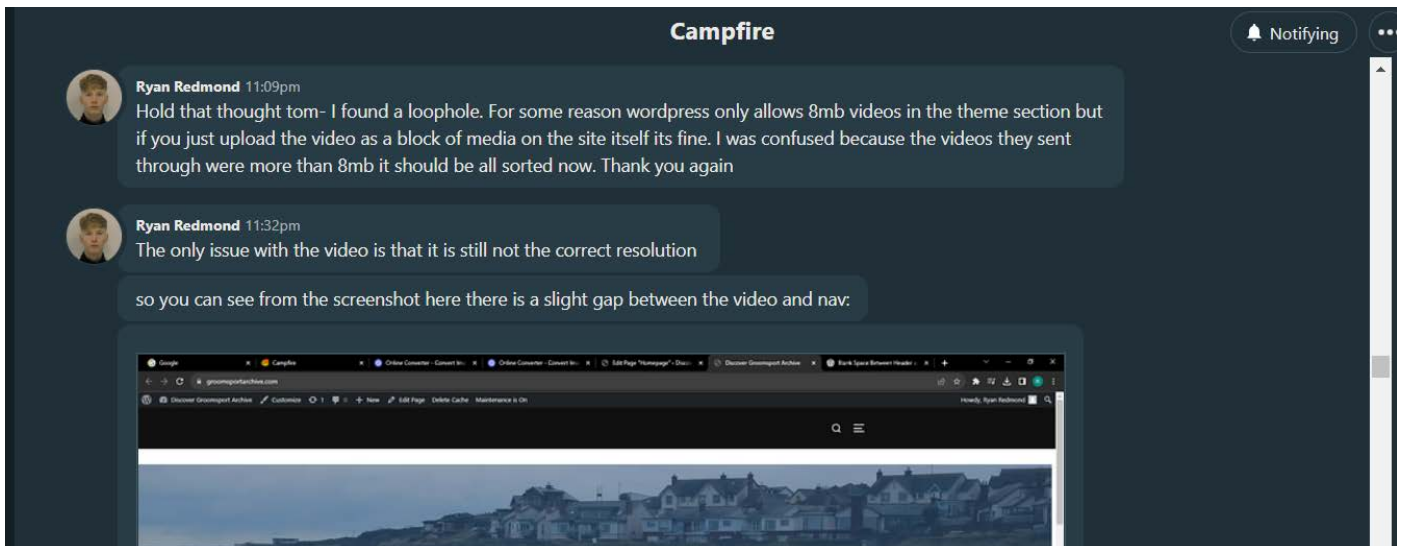 Campfire
Notifying
Ryan Redmond 11:09pm
Hold that thought tom- I found a loophole. For some reason wordpress only allows 8mb videos in the theme section but
if you just upload the video as a block of media on the site itself its fine. I was confused because the videos they sent
through were more than 8mb it should be all sorted now. Thank you again
Ryan Redmond 11:32pm
The only issue with the video is that it is still not the correct resolution
so you can see from the screenshot here there is a slight gap between the video and nav:
Google Campfire Online Converter - Convert Online Converter - Convert Edit Page "Homepage" - Disco Discover Groomsport Archive Between Header
groomsportarchive.com
Discover Groomsport Archive Customize 1 0 + New Edit Page Delete Cache Maintenance is On Howdy, Ryan Redmond